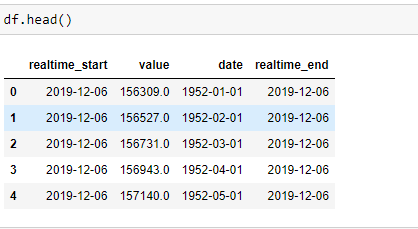 df.head()
realtime_start value date realtime_end
0 2019-12-06 156309.0 1952-01-01 2019-12-06
1 2019-12-06 156527.0 1952-02-01 2019-12-06
2 2019-12-06 156731.0 1952-03-01 2019-12-06
3 2019-12-06 156943.0 1952-04-01 2019-12-06
4 2019-12-06 157140.0 1952-05-01 2019-12-06